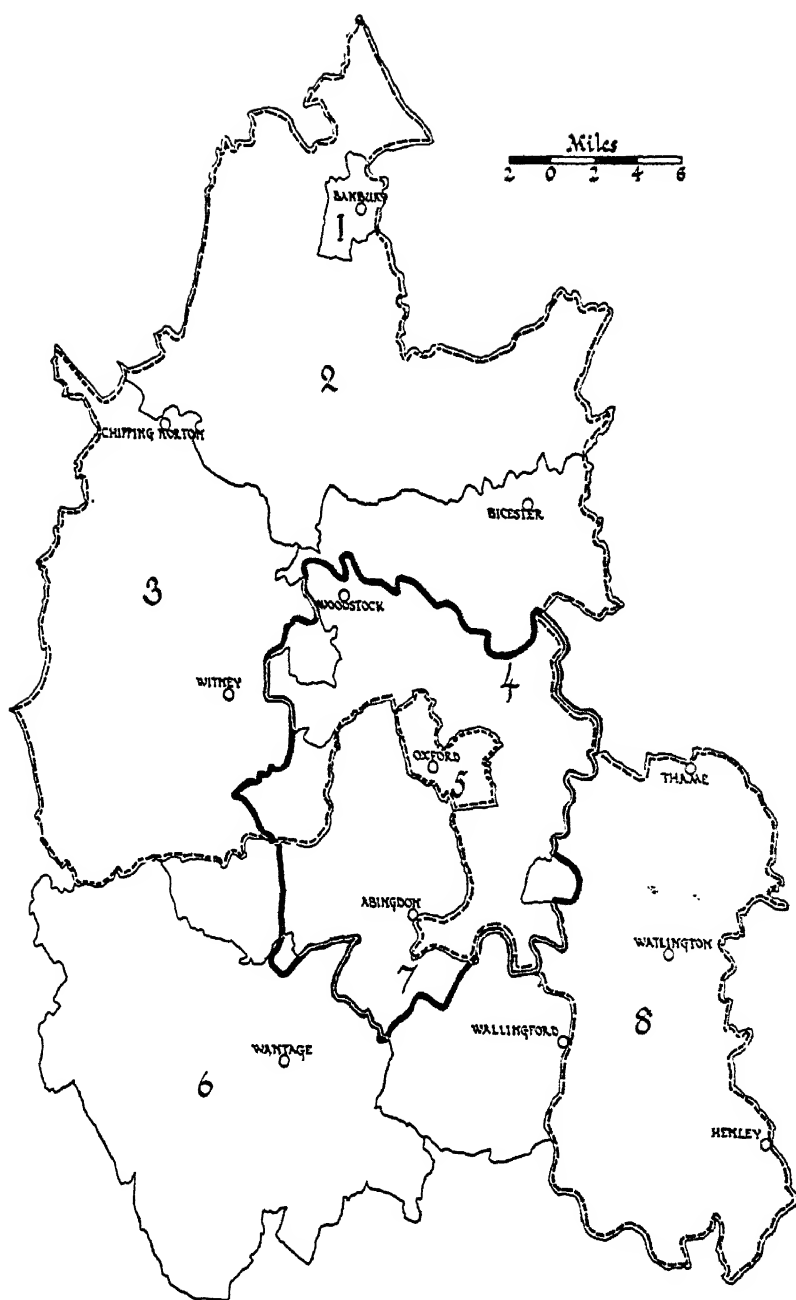 Miles
2 0 2 4 6
BANBURY
1
2
CHIPPING NORTON
BICESTER
3
WOODSTOCK
WITNEY
4
OXFORD
5
THAME
ABINGDON
WATLINGTON
7
WALLINGFORD
8
WANTAGE
6
HENLEY